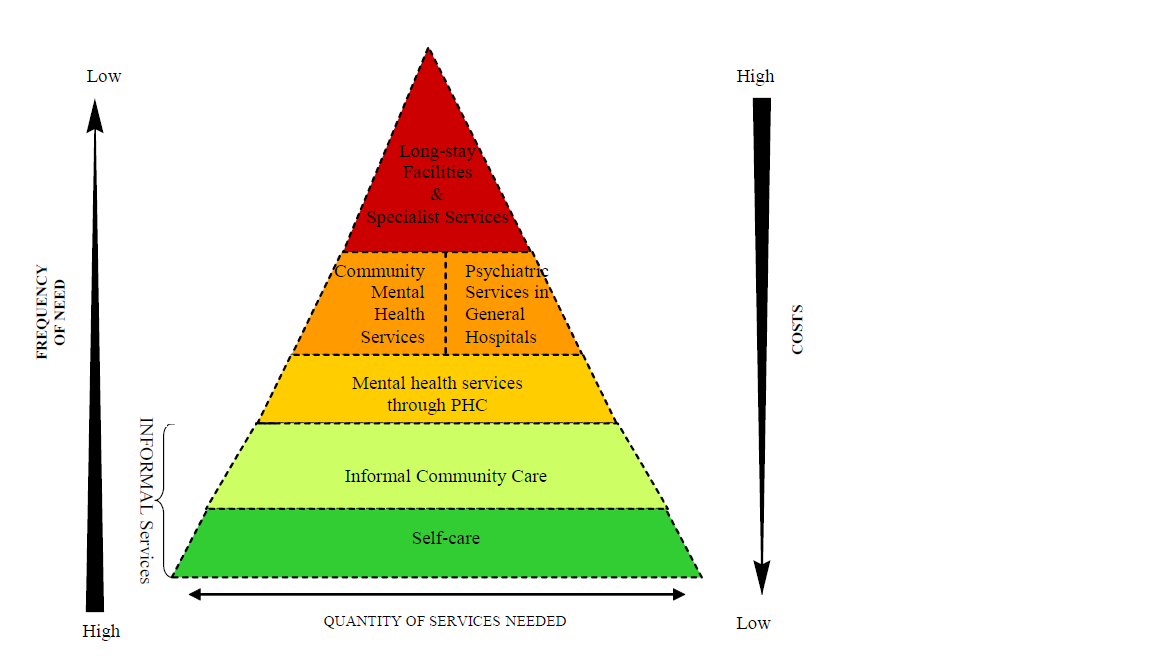 Low
High
Long-stay
Facilities
&
Specialist Services
Community
Mental
Health
Services
Psychiatric
Services in
General
Hospitals
FREQUENCY
OF NEED
COSTS
Mental health services
through PHC
INFORMAL Services
Informal Community Care
Self-care
QUANTITY OF SERVICES NEEDED
High
Low